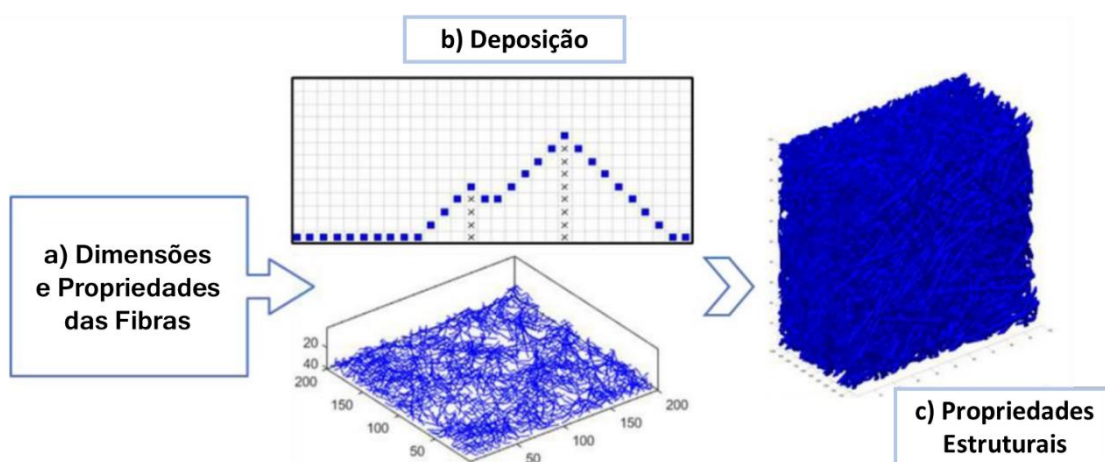 b) Deposição
a) Dimensões
e Propriedades
das Fibras
20
40
200
150
100
50
50
100
150
200
c) Propriedades
Estruturais